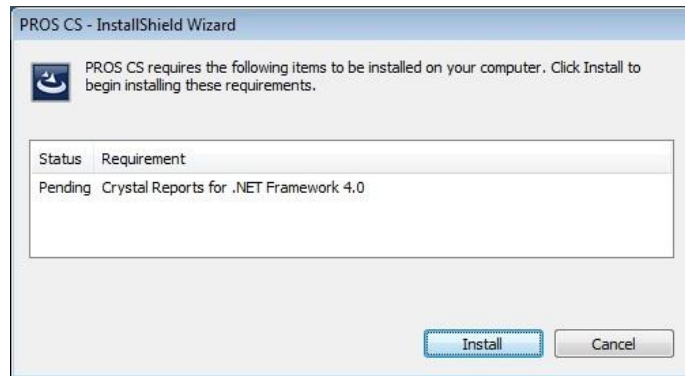 PROS CS - InstallShield Wizard
PROS CS requires the following items to be installed on your computer. Click Install to
begin installing these requirements.
Status Requirement
Pending Crystal Reports for .NET Framework 4.0
Install Cancel